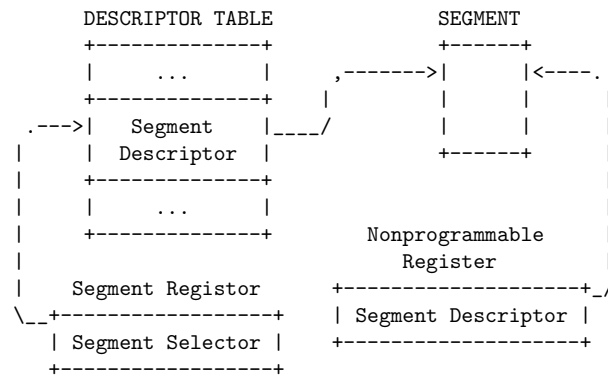 DESCRIPTOR TABLE SEGMENT
...
Segment
Descriptor
...
Nonprogrammable
Register
Segment Registor
Segment Descriptor
Segment Selector